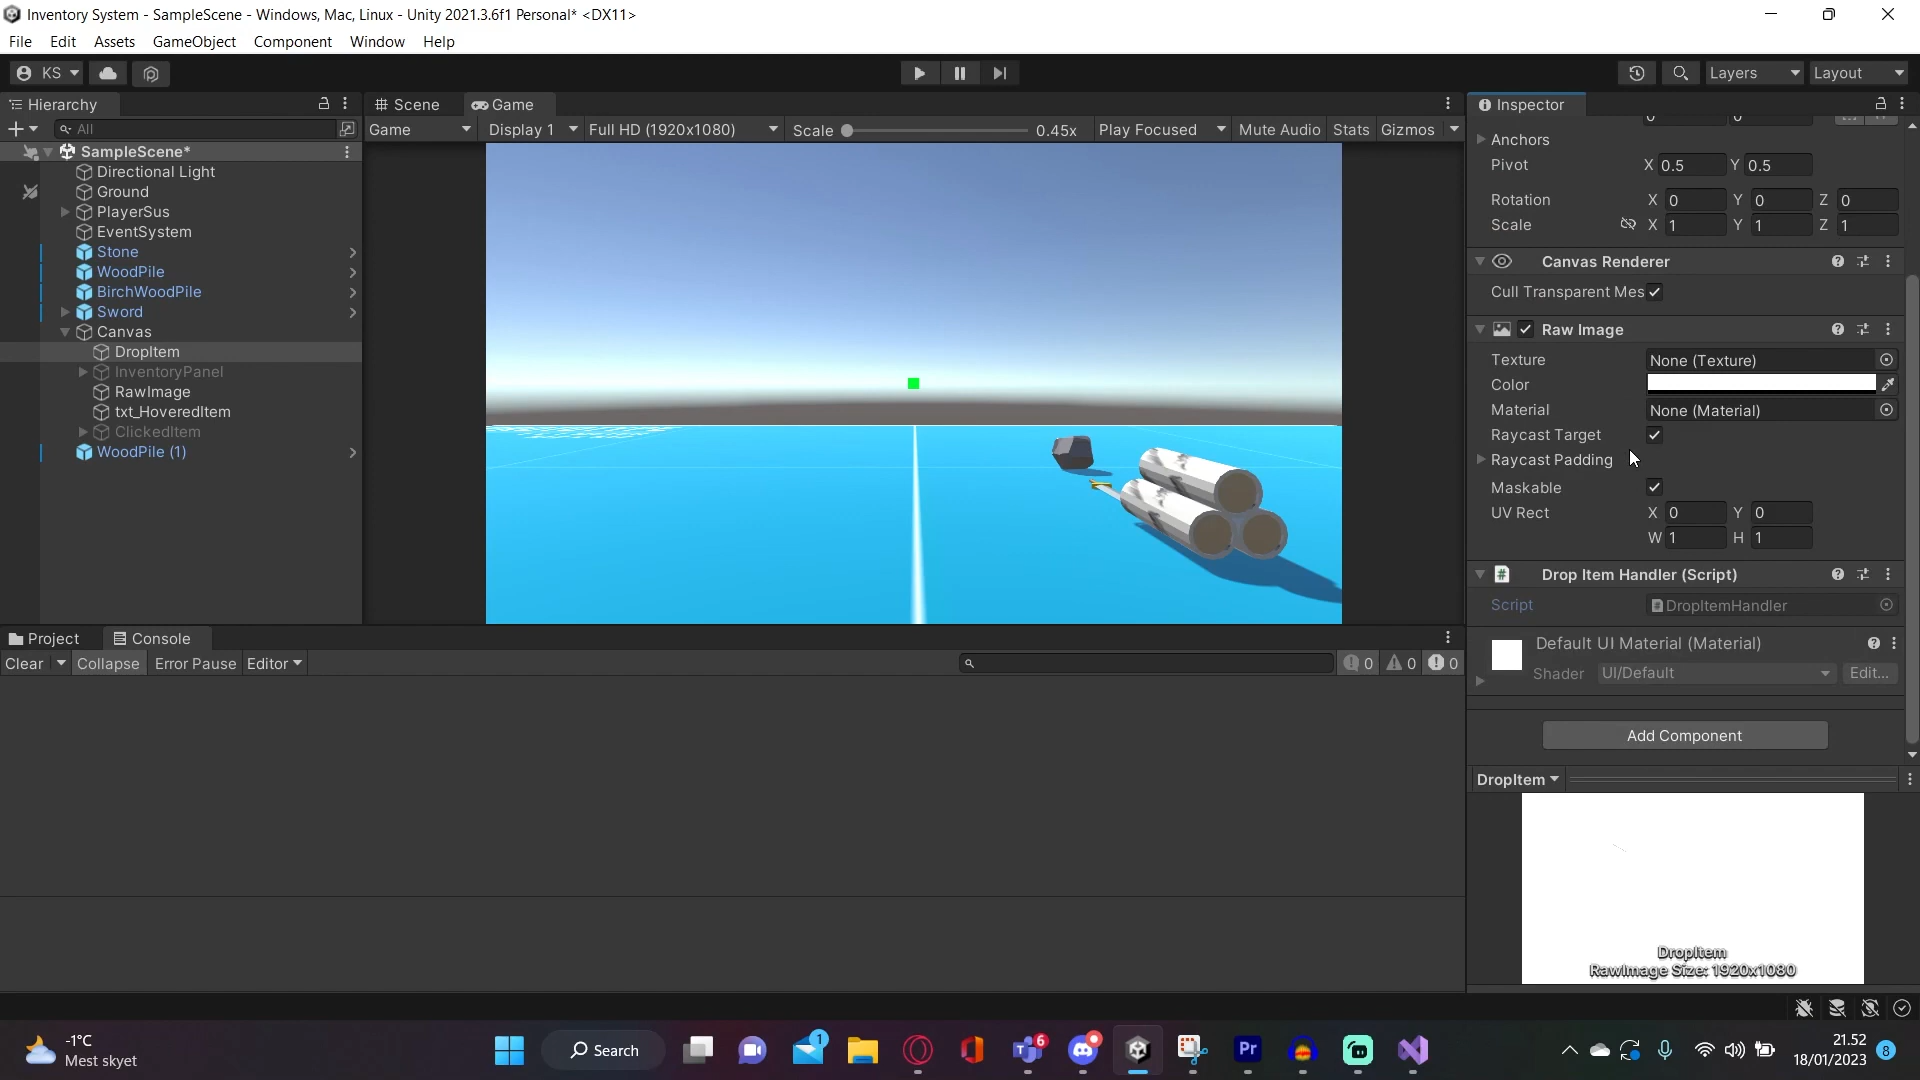 Inventory System - SampleScene - Windows, Mac, Linux - Unity 2021.3.6f1 Personal* <DX11>
File Edit Assets GameObject Component Window Help
KS Layers Layout
Hierarchy
All
SampleScene*
Directional Light
Ground
PlayerSus
EventSystem
Stone
WoodPile
BirchWoodPile
Sword
Canvas
DropItem
InventoryPanel
RawImage
txt_HoveredItem
ClickedItem
WoodPile (1)
Scene Game
Game Display 1 Full HD (1920x1080) Scale 0.45x Play Focused Mute Audio Stats Gizmos
Project Console
Clear Collapse Error Pause Editor 0 0 0
Inspector
Anchors
Pivot X 0.5 Y 0.5
Rotation X 0 Y 0 Z 0
Scale X 1 Y 1 Z 1
Canvas Renderer
Cull Transparent Mes
Raw Image
Texture None (Texture)
Color
Material None (Material)
Raycast Target
Raycast Padding
Maskable
UV Rect X 0 Y 0
W 1 H 1
Drop Item Handler (Script)
Script DropItemHandler
Default UI Material (Material)
Shader UI/Default Edit...
Add Component
DropItem
DropItem
RawImage Size: 1920x1080
-1°C
Mest skyet
Search
1
6
Pr
21.52
18/01/2023
8